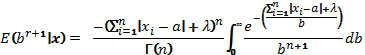 E(b^{r+1}|x) = \frac{-(\sum_{i=1}^{n}|x_i-a|+\lambda)^n}{\Gamma(n)} \int_0^\infty \frac{e^{-\left(\frac{\sum_{i=1}^{n}|x_i-a|+\lambda}{b}\right)}}{b^{n+1}} db